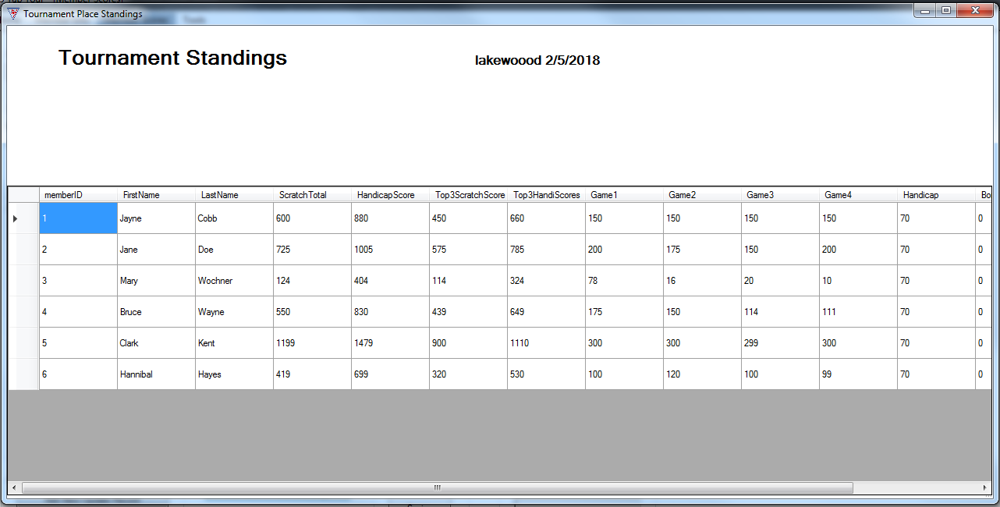 Tournament Place Standings
Tournament Standings lakewoood 2/5/2018
memberID FirstName LastName ScratchTotal HandicapScore Top3ScratchScore Top3HandiScores Game1 Game2 Game3 Game4 Handicap Bo
1 Jayne Cobb 600 880 450 660 150 150 150 150 70 0
2 Jane Doe 725 1005 575 785 200 175 150 200 70 0
3 Mary Wochner 124 404 114 324 78 16 20 10 70 0
4 Bruce Wayne 550 830 439 649 175 150 114 111 70 0
5 Clark Kent 1199 1479 900 1110 300 300 299 300 70 0
6 Hannibal Hayes 419 699 320 530 100 120 100 99 70 0